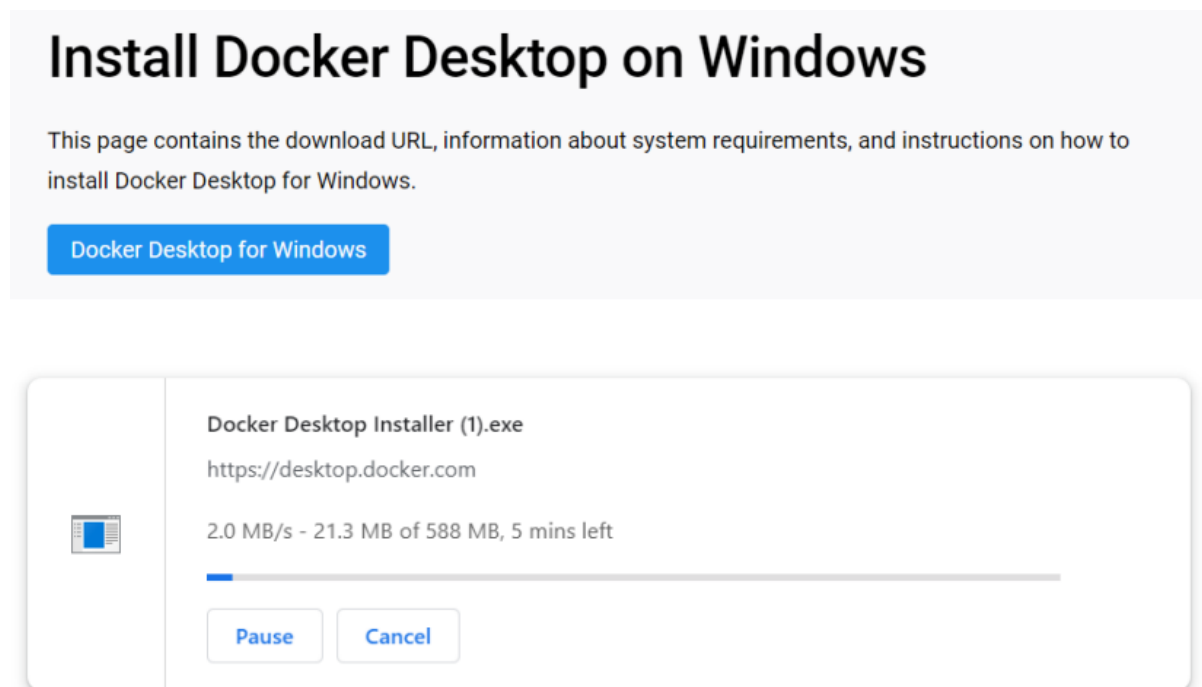 Install Docker Desktop on Windows
This page contains the download URL, information about system requirements, and instructions on how to
install Docker Desktop for Windows.
Docker Desktop for Windows
Docker Desktop Installer (1).exe
https://desktop.docker.com
2.0 MB/s - 21.3 MB of 588 MB, 5 mins left
Pause Cancel